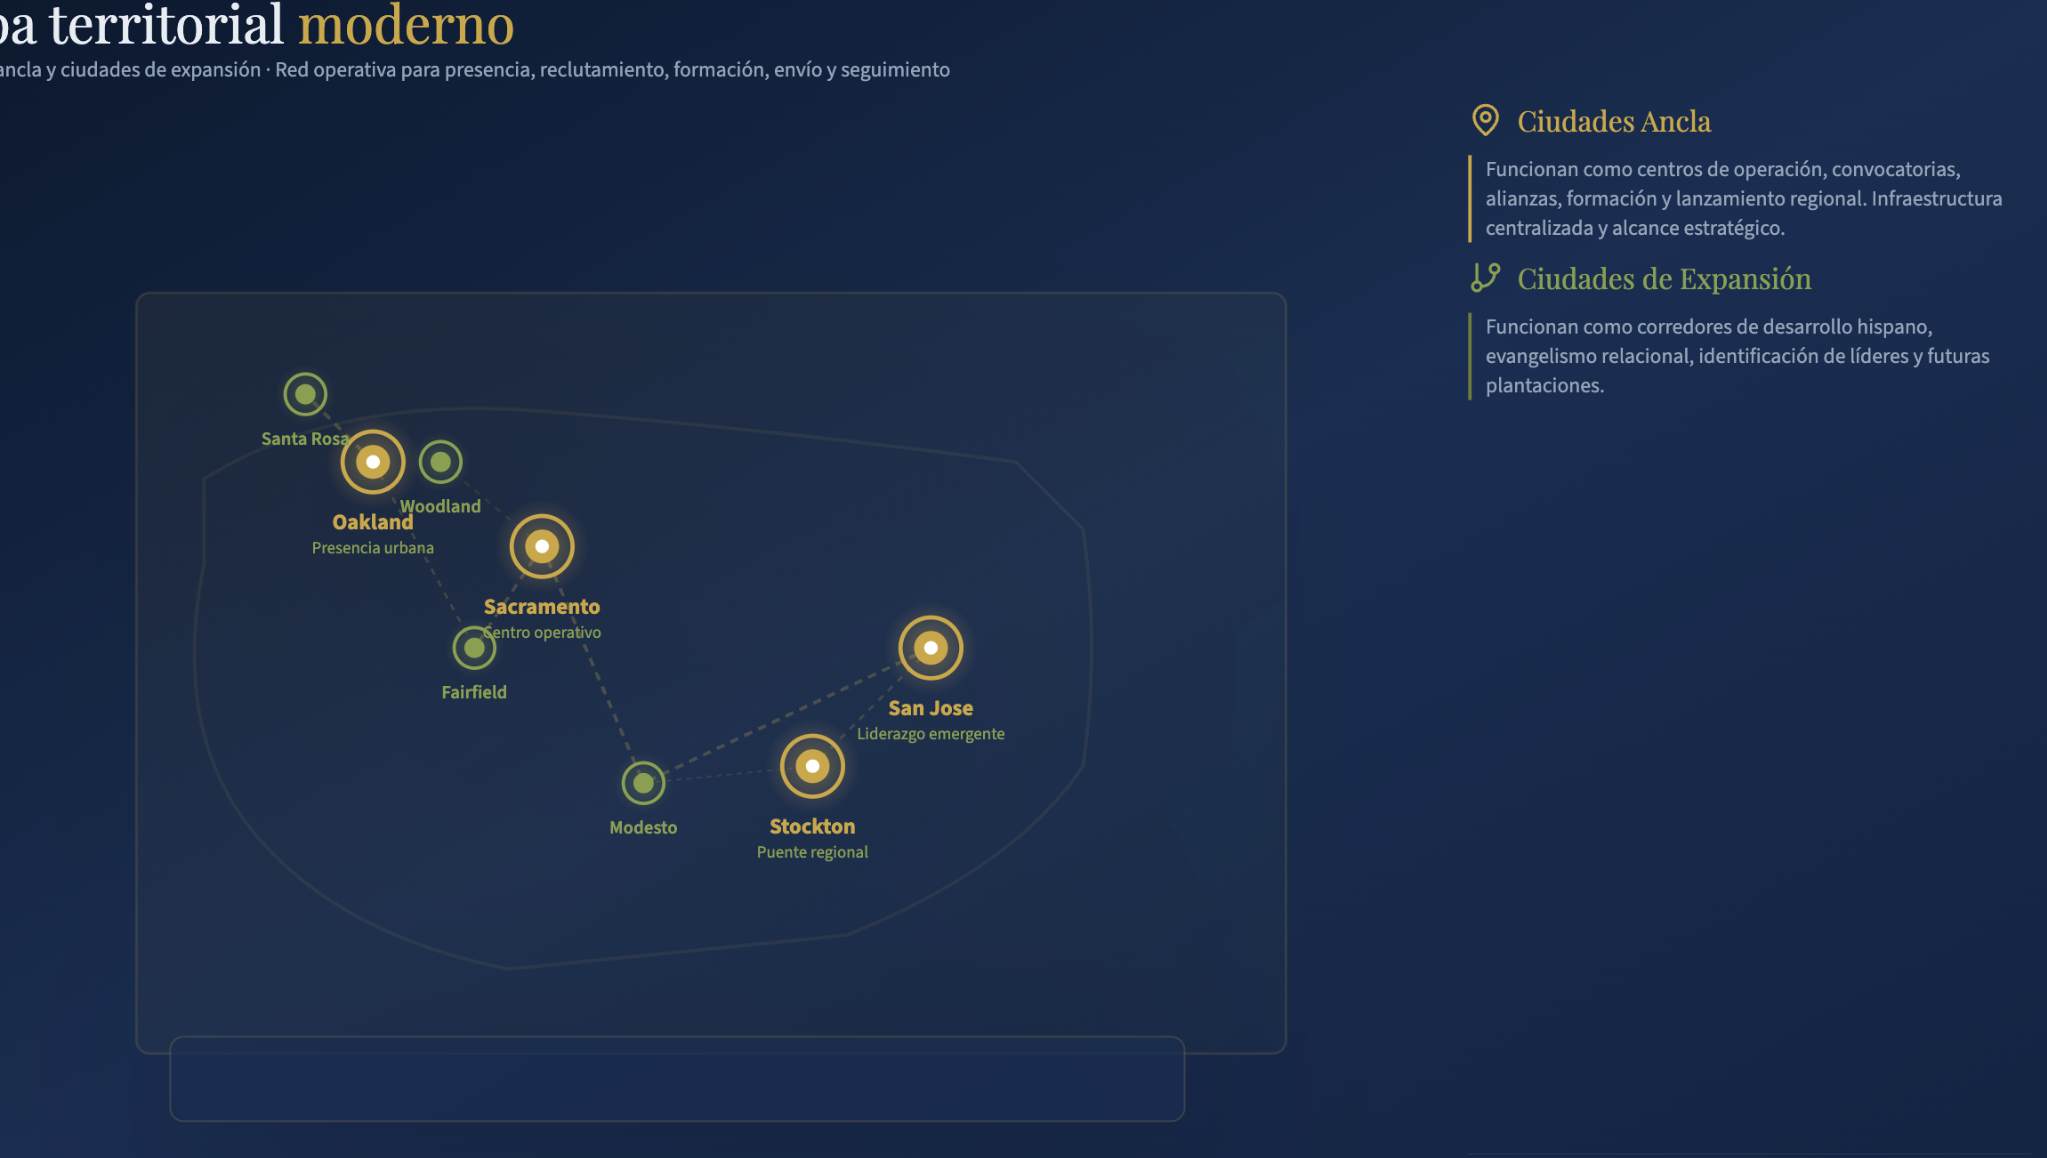 pa territorial moderno
ancla y ciudades de expansión · Red operativa para presencia, reclutamiento, formación, envío y seguimiento
Ciudades Ancla
Funcionan como centros de operación, convocatorias,
alianzas, formación y lanzamiento regional. Infraestructura
centralizada y alcance estratégico.
Ciudades de Expansión
Funcionan como corredores de desarrollo hispano,
evangelismo relacional, identificación de líderes y futuras
plantaciones.
Santa Rosa
Woodland
Oakland
Presencia urbana
Sacramento
Centro operativo
Fairfield
San Jose
Liderazgo emergente
Modesto
Stockton
Puente regional